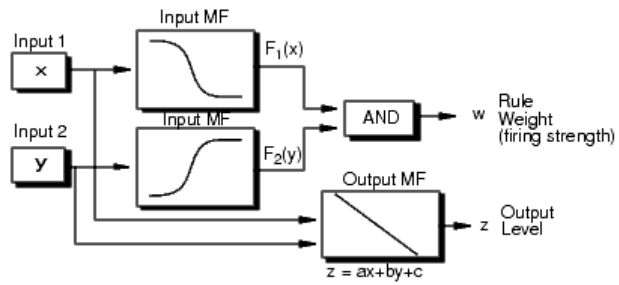 Input MF
Input 1
x
F1(x)
Input MF
Input 2
y
F2(y)
AND
w
Rule
Weight
(firing strength)
Output MF
z
Output
Level
z = ax+by+c